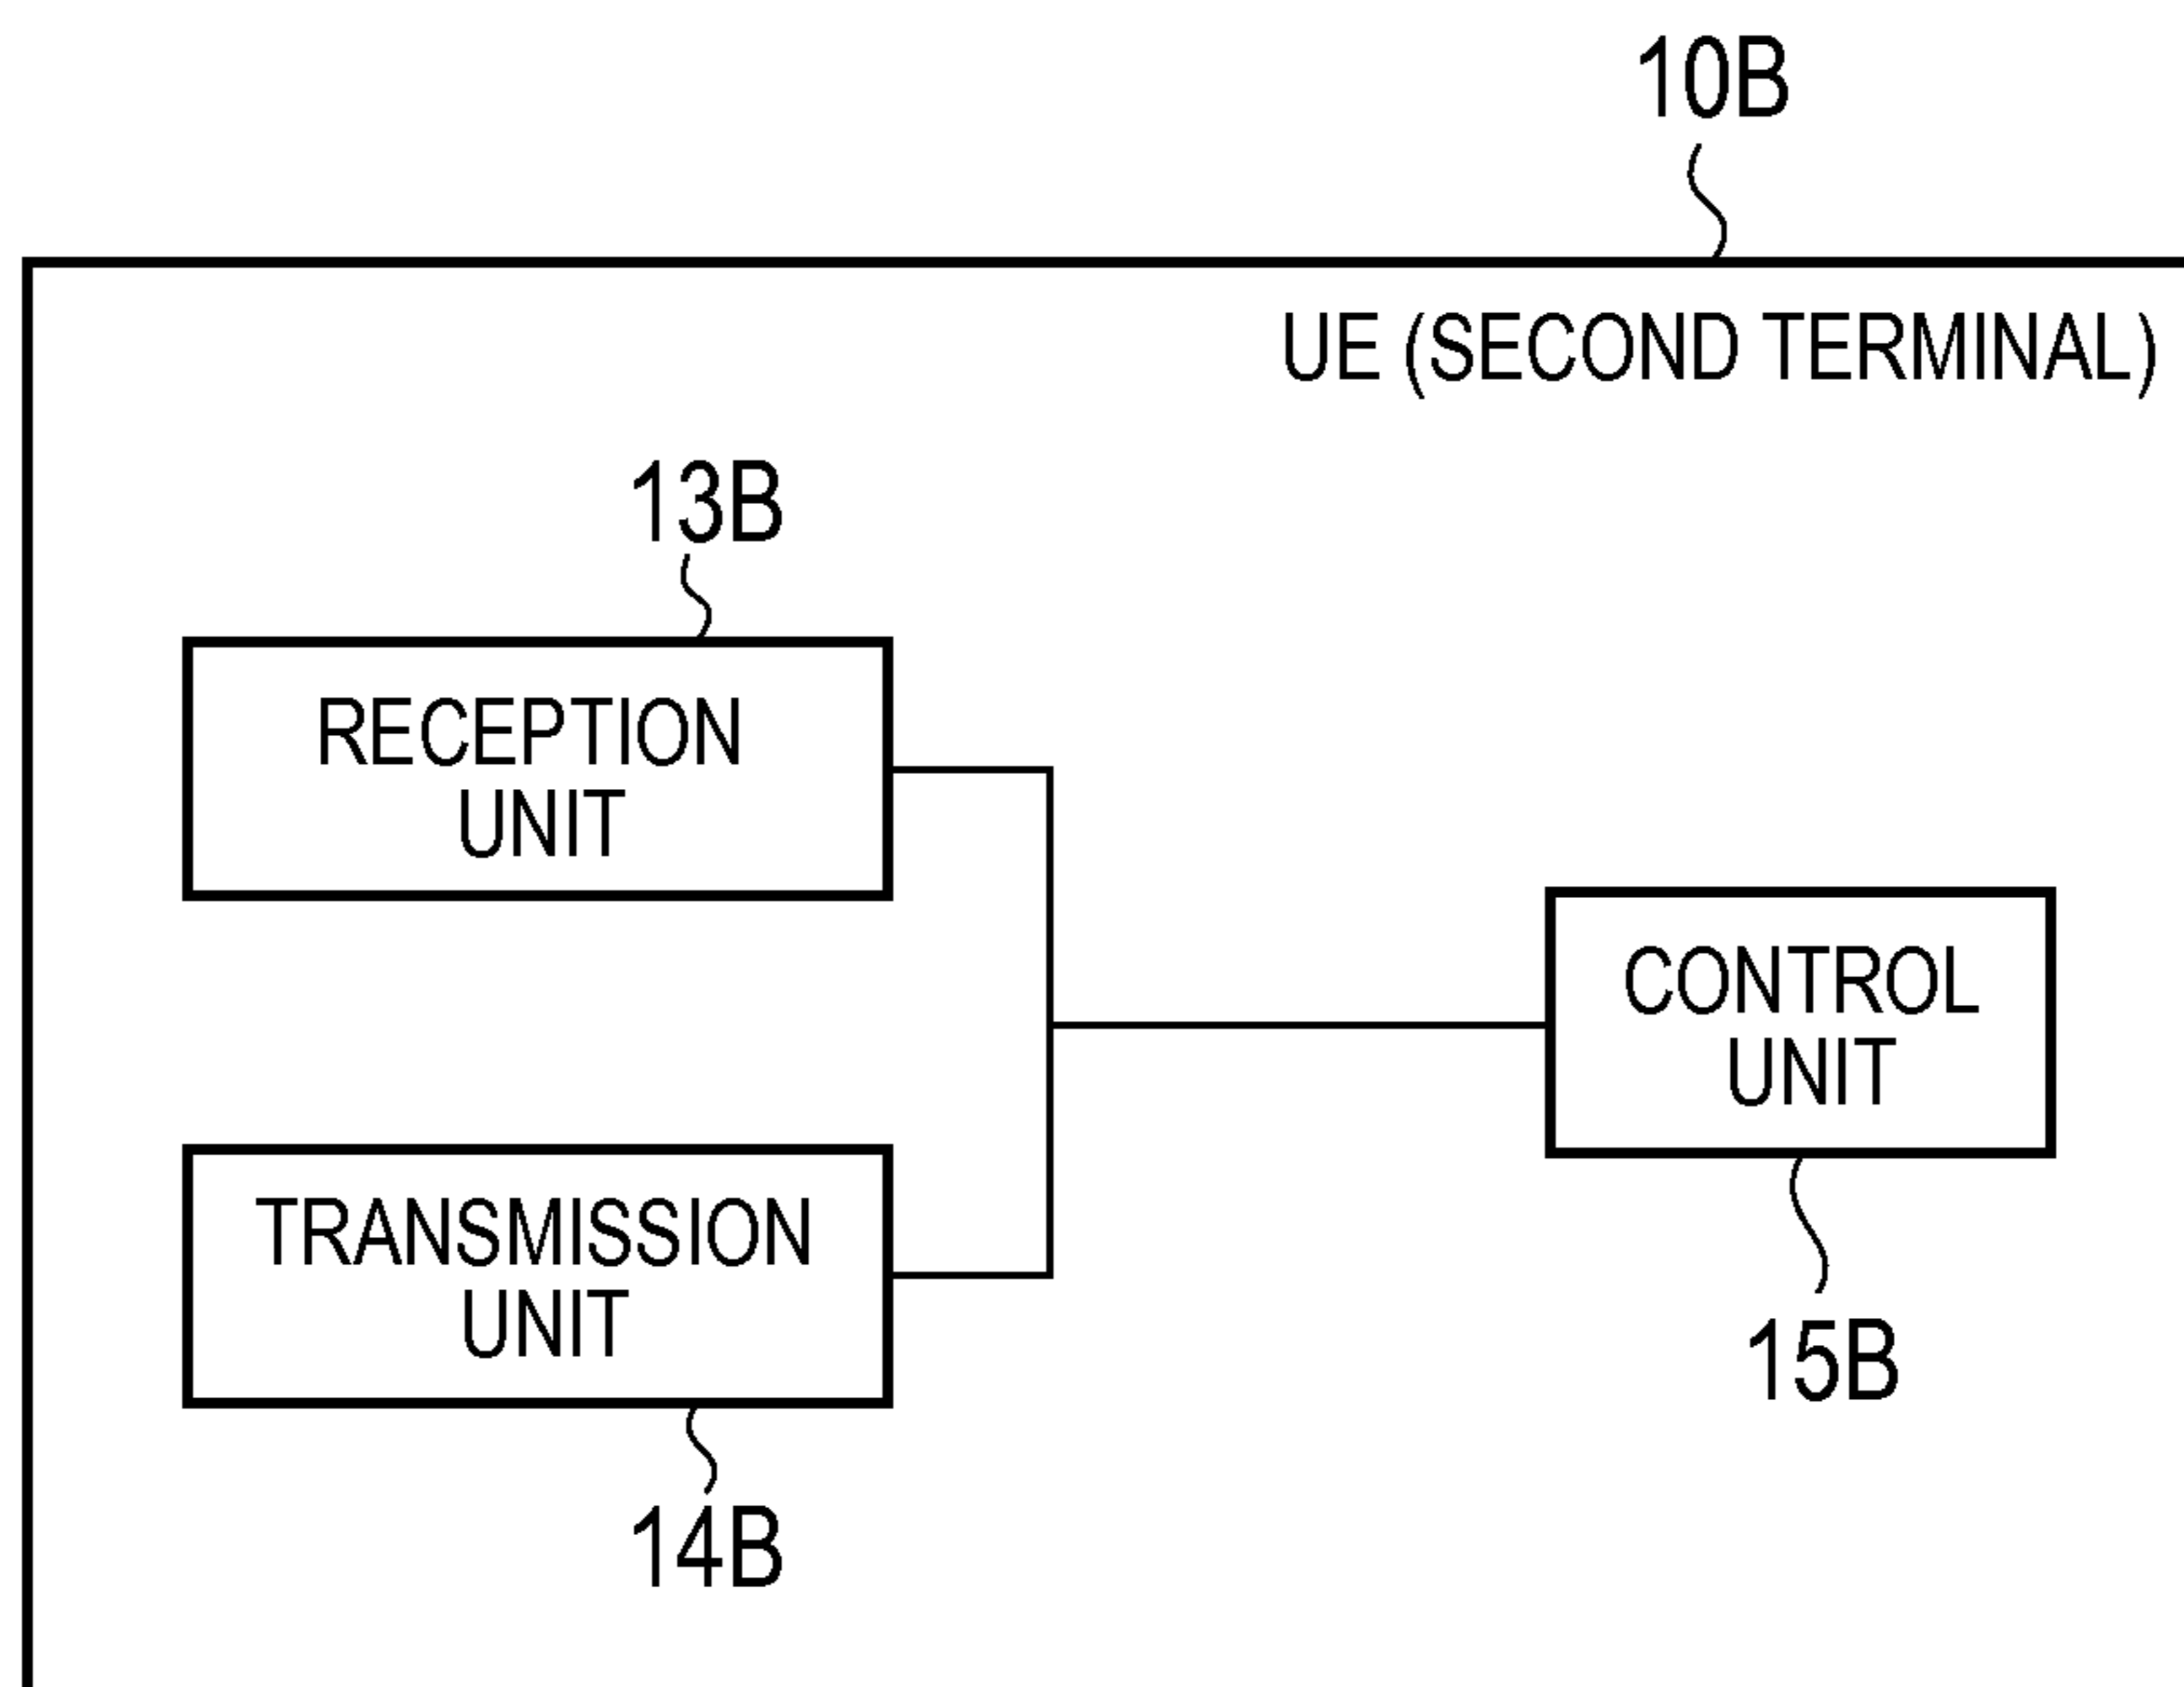 10B
UE (SECOND TERMINAL)
13B
RECEPTION
UNIT
CONTROL
UNIT
TRANSMISSION
UNIT
15B
14B